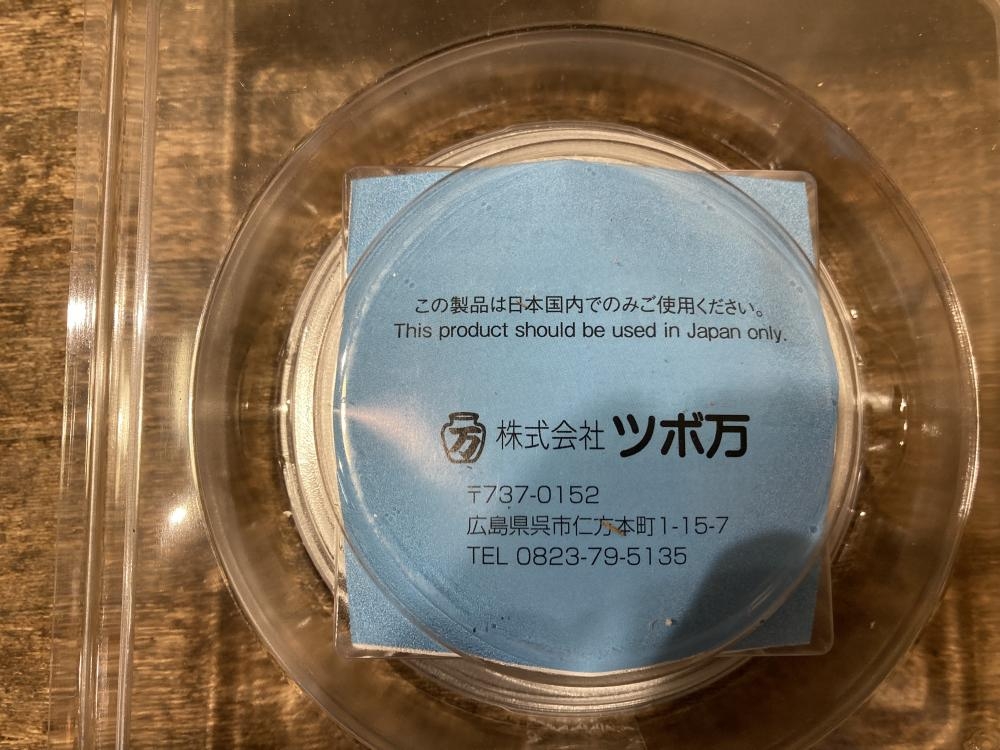 この製品は日本国内でのみご使用ください。
This product should be used in Japan only.
万 株式会社 ツボ万
〒737-0152
広島県呉市仁方本町1-15-7
TEL 0823-79-5135